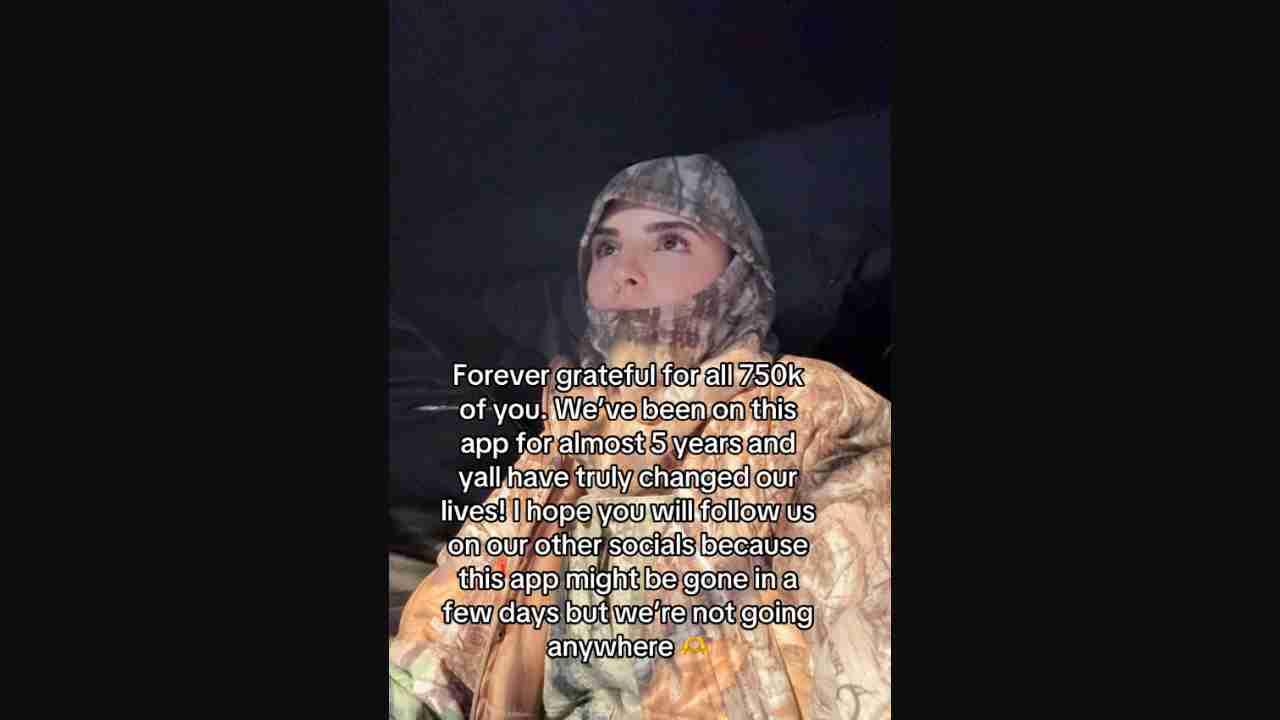 Forever grateful for all 750k
of you. We've been on this
app for almost 5 years and
yall have truly changed our
lives! I hope you will follow us
on our other socials because
this app might be gone in a
few days but we're not going
anywhere 🫶